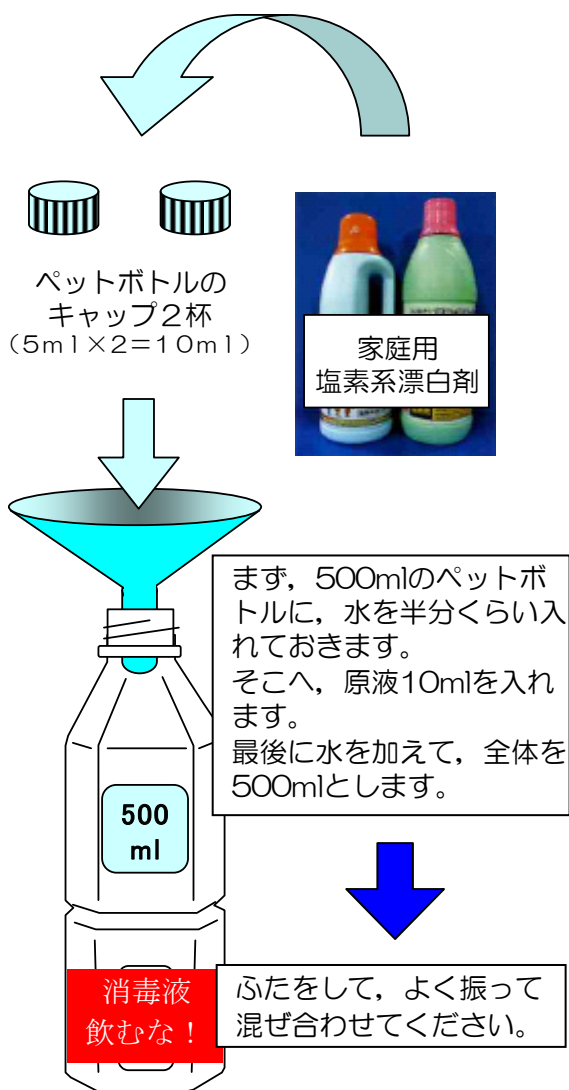 ペットボトルの
キャップ２杯
（５ｍｌ×２＝１０ｍｌ）
家庭用
塩素系漂白剤
まず，500mlのペットボ
トルに，水を半分くらい入
れておきます。
そこへ，原液10mlを入れ
ます。
最後に水を加えて，全体を
500mlとします。
500
ml
消毒液
飲むな！
ふたをして，よく振って
混ぜ合わせてください。